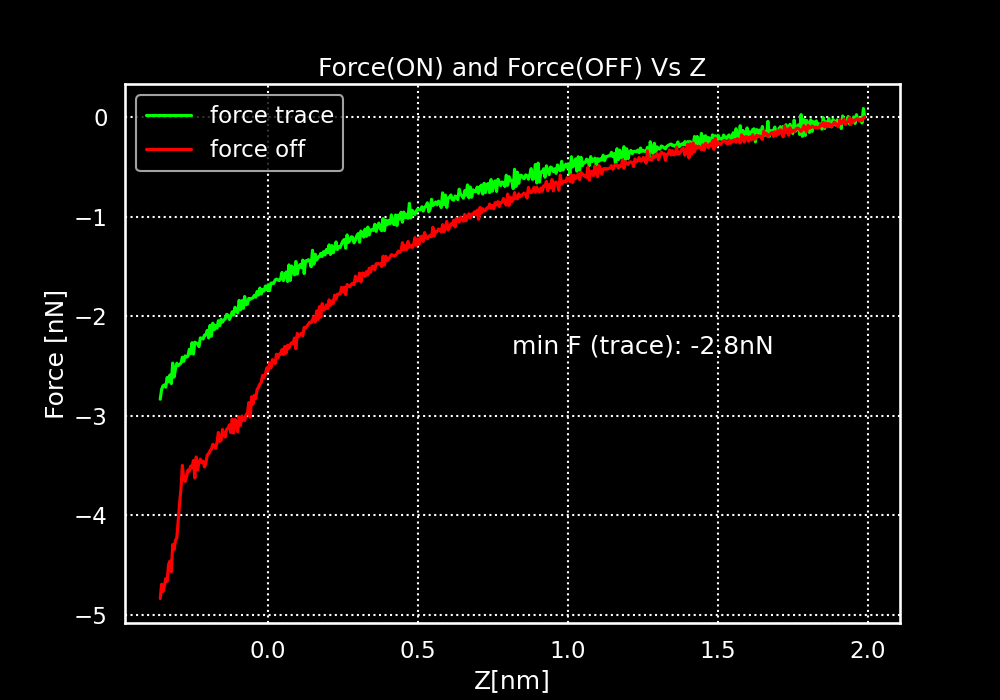 Force(ON) and Force(OFF) Vs Z
force trace
force off
0
−1
−2
−3
−4
−5
Force [nN]
min F (trace): -2.8nN
0.0 0.5 1.0 1.5 2.0
Z[nm]